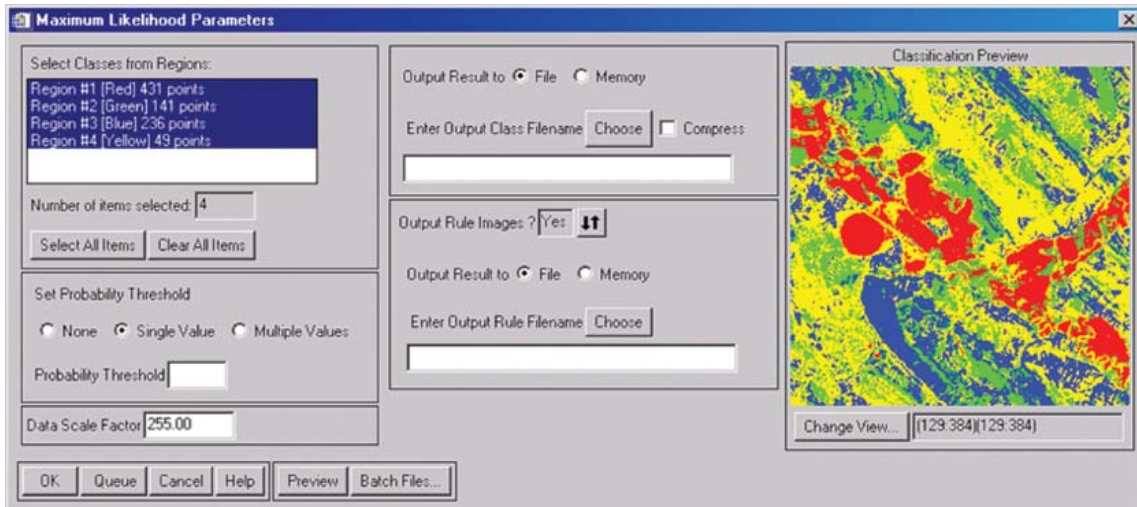 Maximum Likelihood Parameters
Select Classes from Regions:
Region #1 [Red] 431 points
Region #2 [Green] 141 points
Region #3 [Blue] 236 points
Region #4 [Yellow] 49 points
Number of items selected: 4
Select All Items Clear All Items
Set Probability Threshold
None Single Value Multiple Values
Probability Threshold
Data Scale Factor 255.00
Output Result to File Memory
Enter Output Class Filename Choose Compress
Output Rule Images ? Yes
Output Result to File Memory
Enter Output Rule Filename Choose
Classification Preview
Change View... (129:384)(129:384)
OK Queue Cancel Help Preview Batch Files...